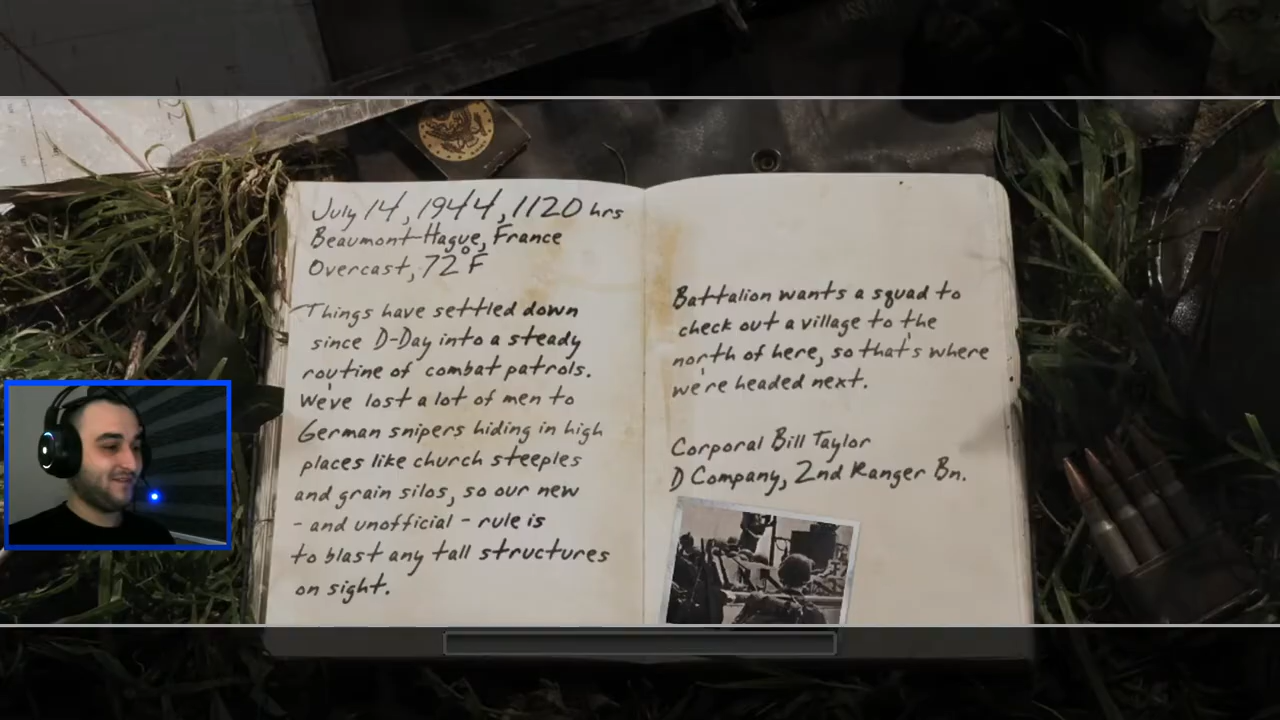 July 14, 1944, 1120 hrs
Beaumont-Hague, France
Overcast, 72°F
Things have settled down
since D-Day into a steady
routine of combat patrols.
We've lost a lot of men to
German snipers hiding in high
places like church steeples
and grain silos, so our new
- and unofficial - rule is
to blast any tall structures
on sight.
Battalion wants a squad to
check out a village to the
north of here, so that's where
we're headed next.
Corporal Bill Taylor
D Company, 2nd Ranger Bn.